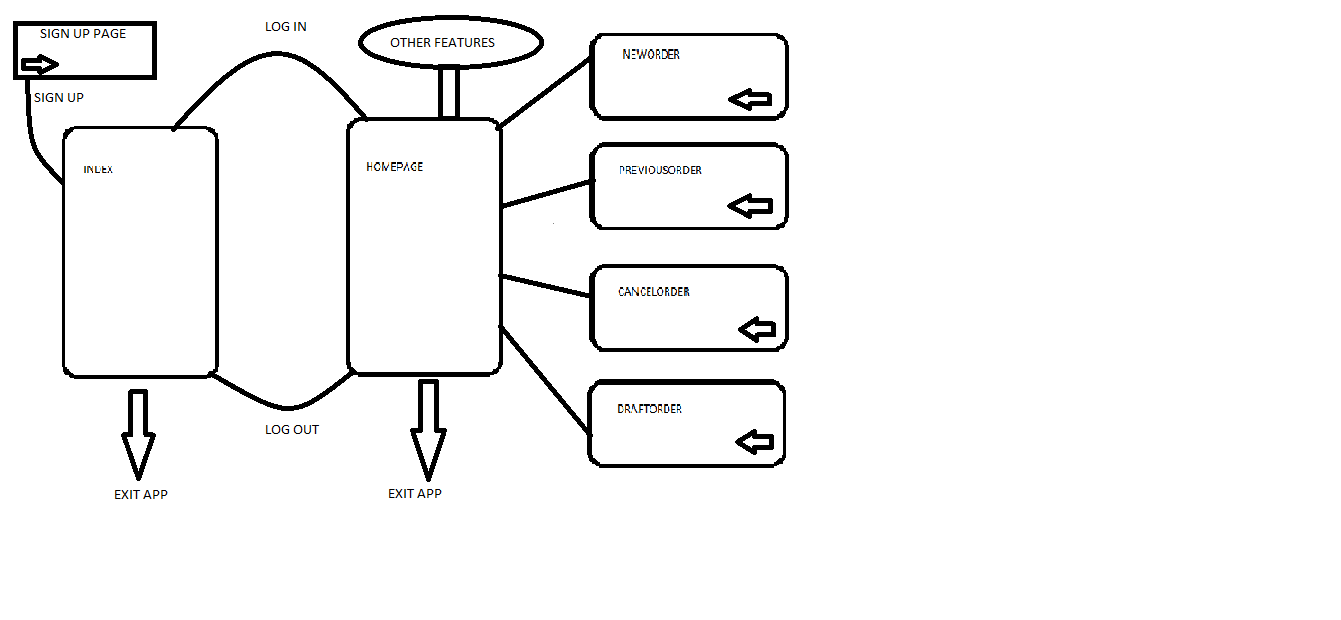 SIGN UP PAGE
LOG IN
OTHER FEATURES
NEWORDER
SIGN UP
INDEX
HOMEPAGE
PREVIOUSORDER
CANCELORDER
DRAFTORDER
LOG OUT
EXIT APP
EXIT APP